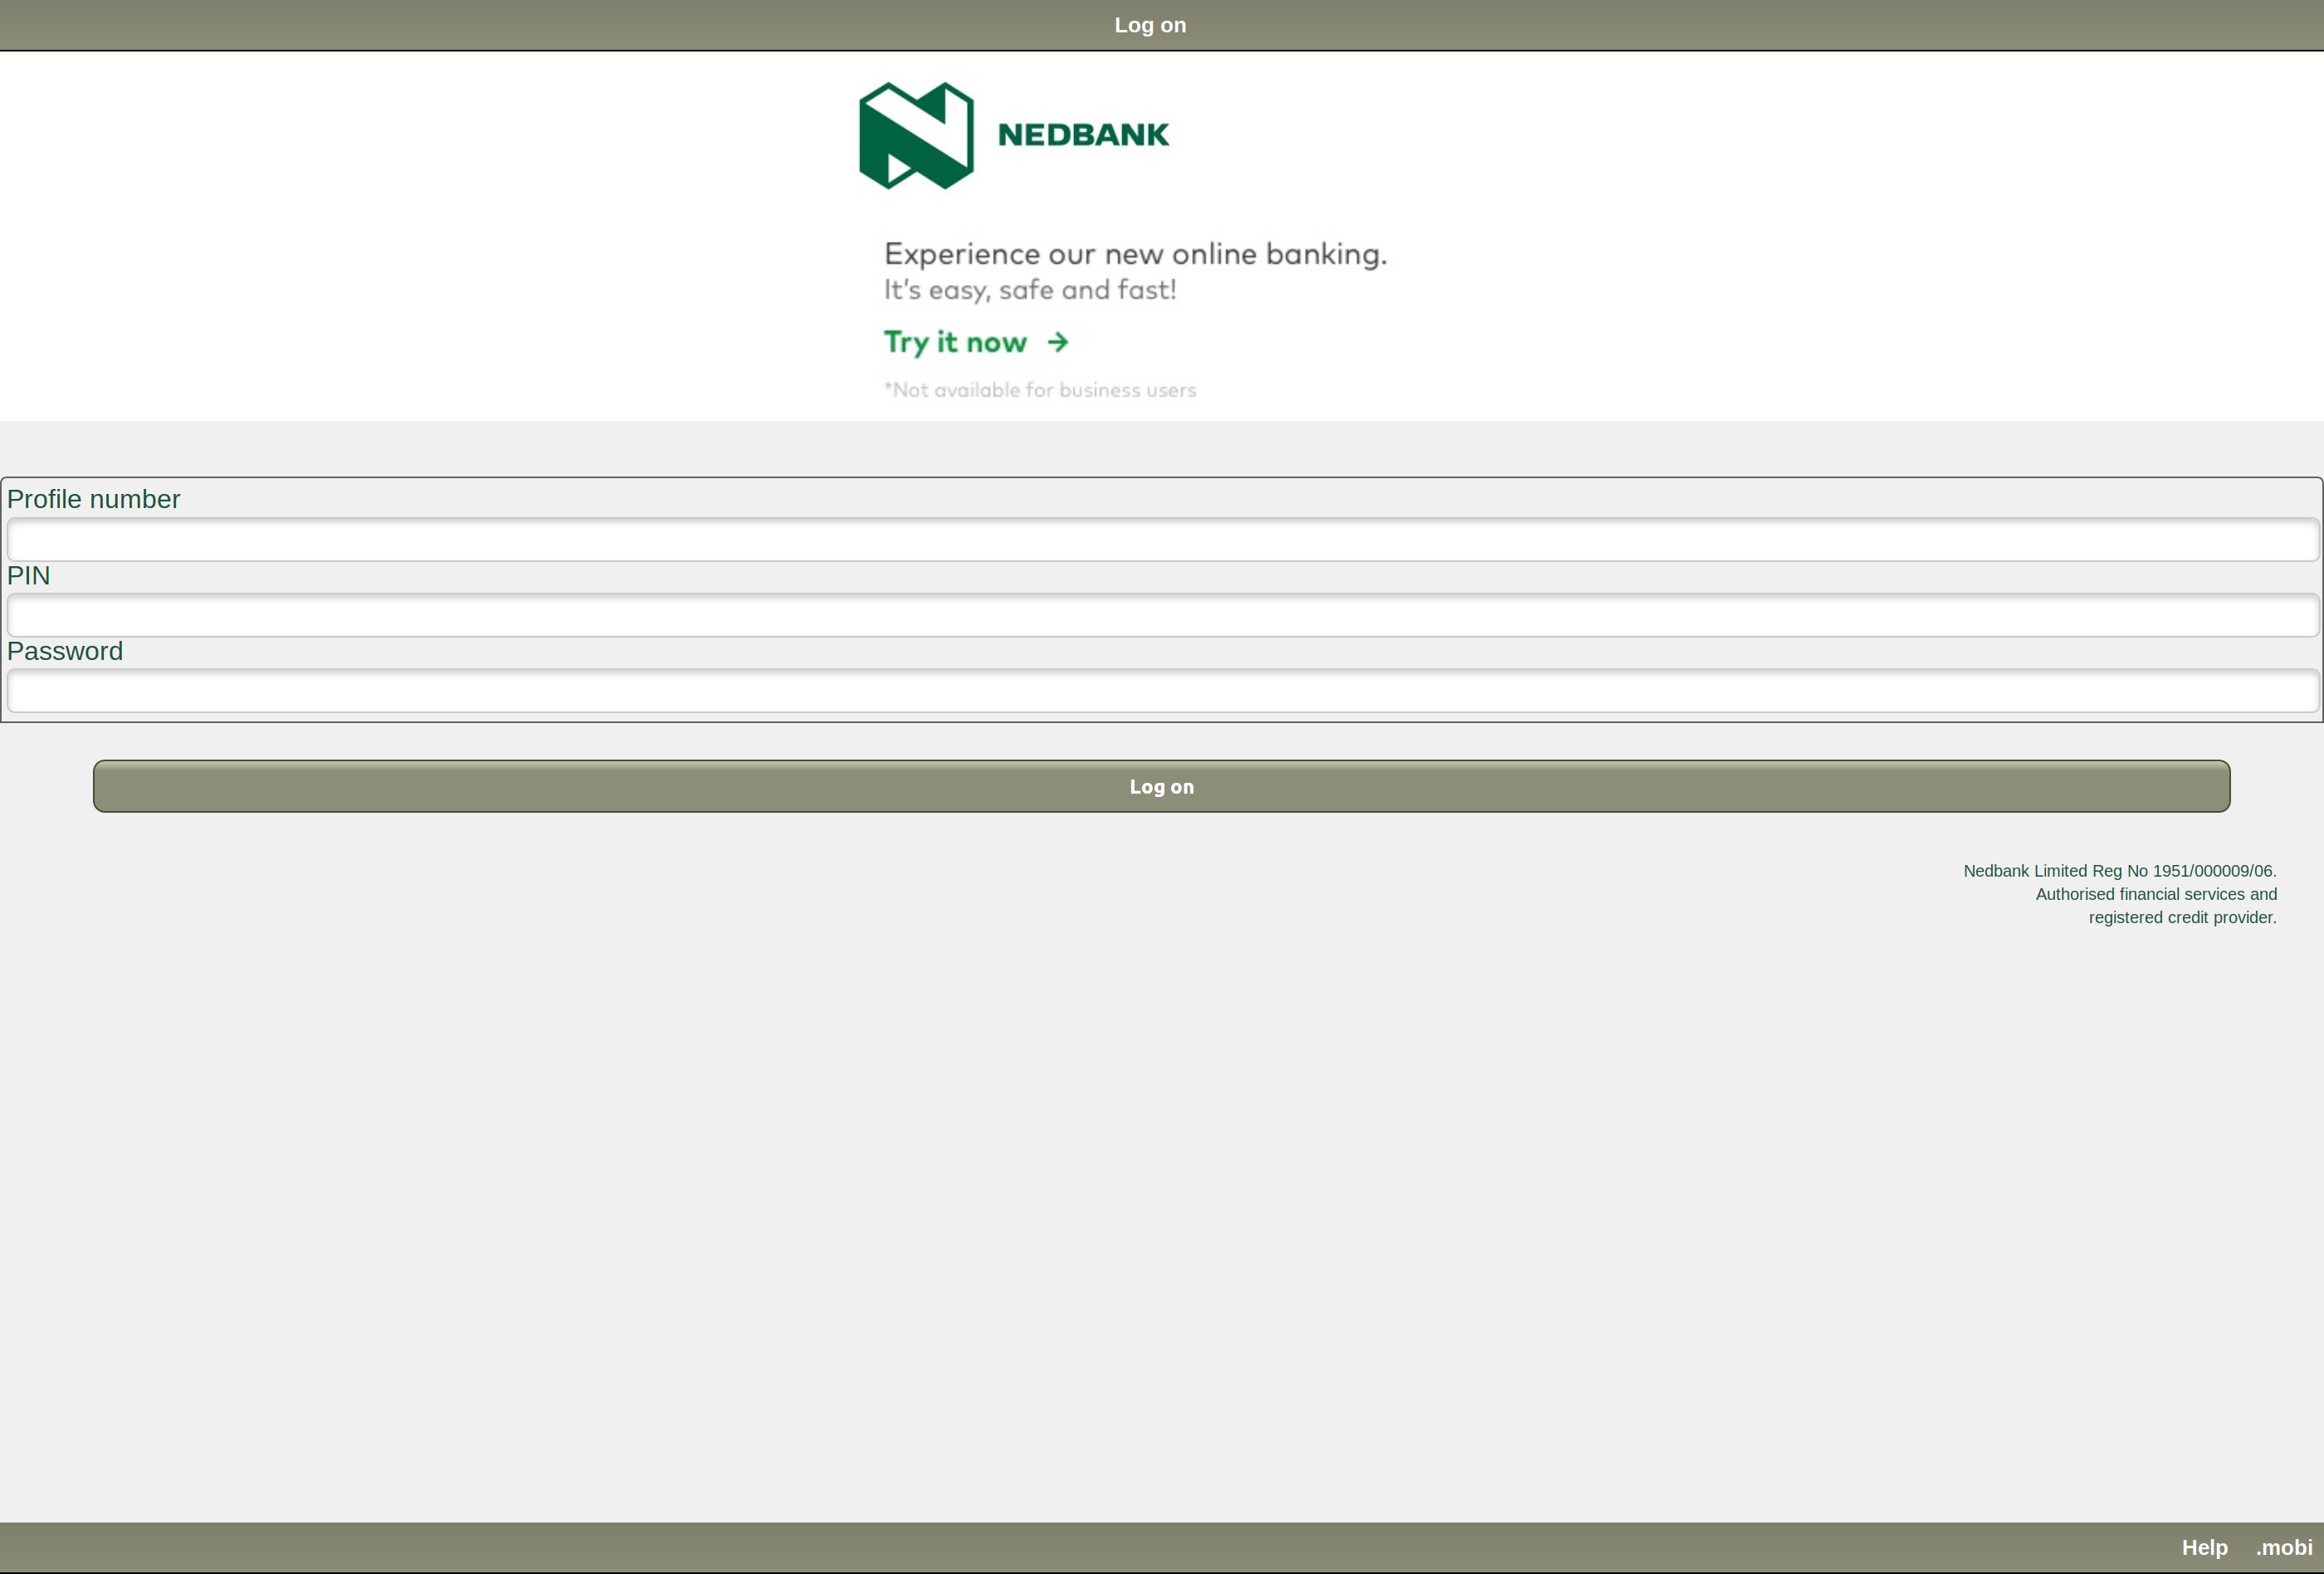 Log on
NEDBANK
Experience our new online banking.
It's easy, safe and fast!
Try it now →
*Not available for business users
Profile number
PIN
Password
Log on
Nedbank Limited Reg No 1951/000009/06.
Authorised financial services and
registered credit provider.
Help .mobi